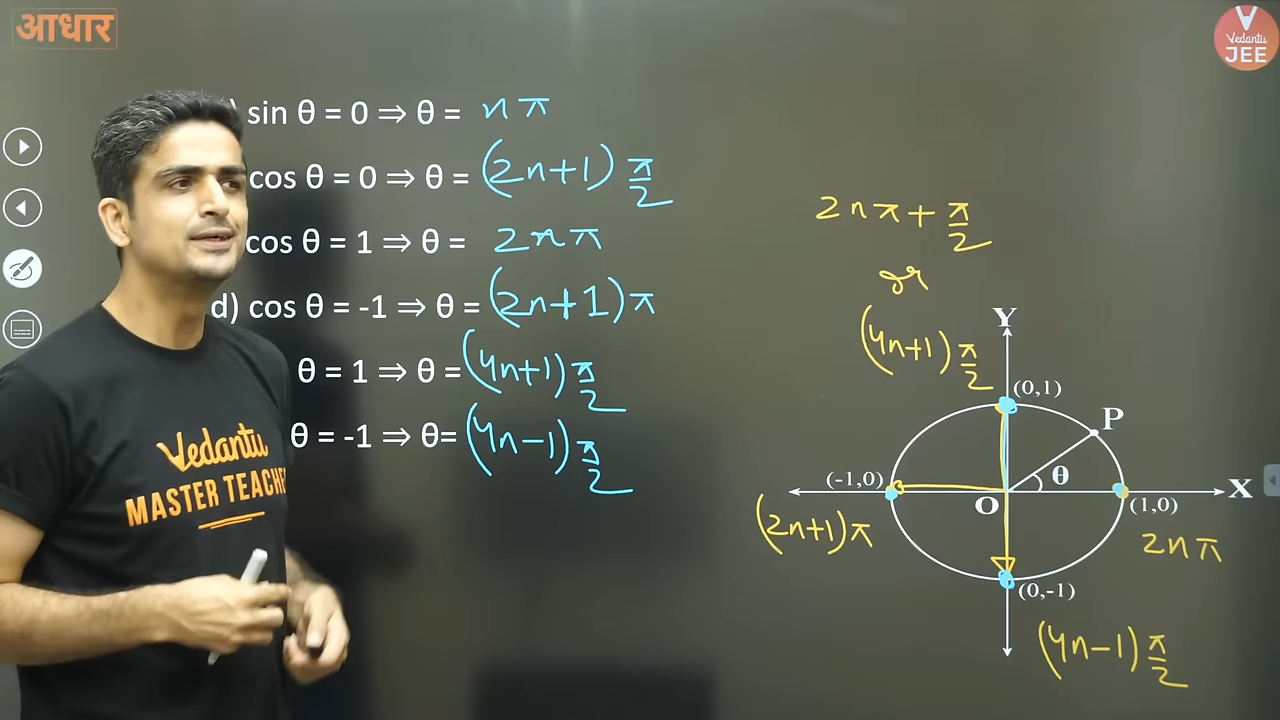 आधार
Vedantu
JEE
) sin θ = 0 ⇒ θ = nπ
cos θ = 0 ⇒ θ = (2n+1) π/2
cos θ = 1 ⇒ θ = 2nπ
d) cos θ = -1 ⇒ θ = (2n+1)π
θ = 1 ⇒ θ = (4n+1) π/2
θ = -1 ⇒ θ= (4n-1) π/2
2nπ + π/2
or
(4n+1) π/2
Y
(0,1)
P
(-1,0)
θ
X
O
(1,0)
(2n+1)π
2nπ
(0,-1)
(4n-1) π/2
Vedantu
MASTER TEACHE